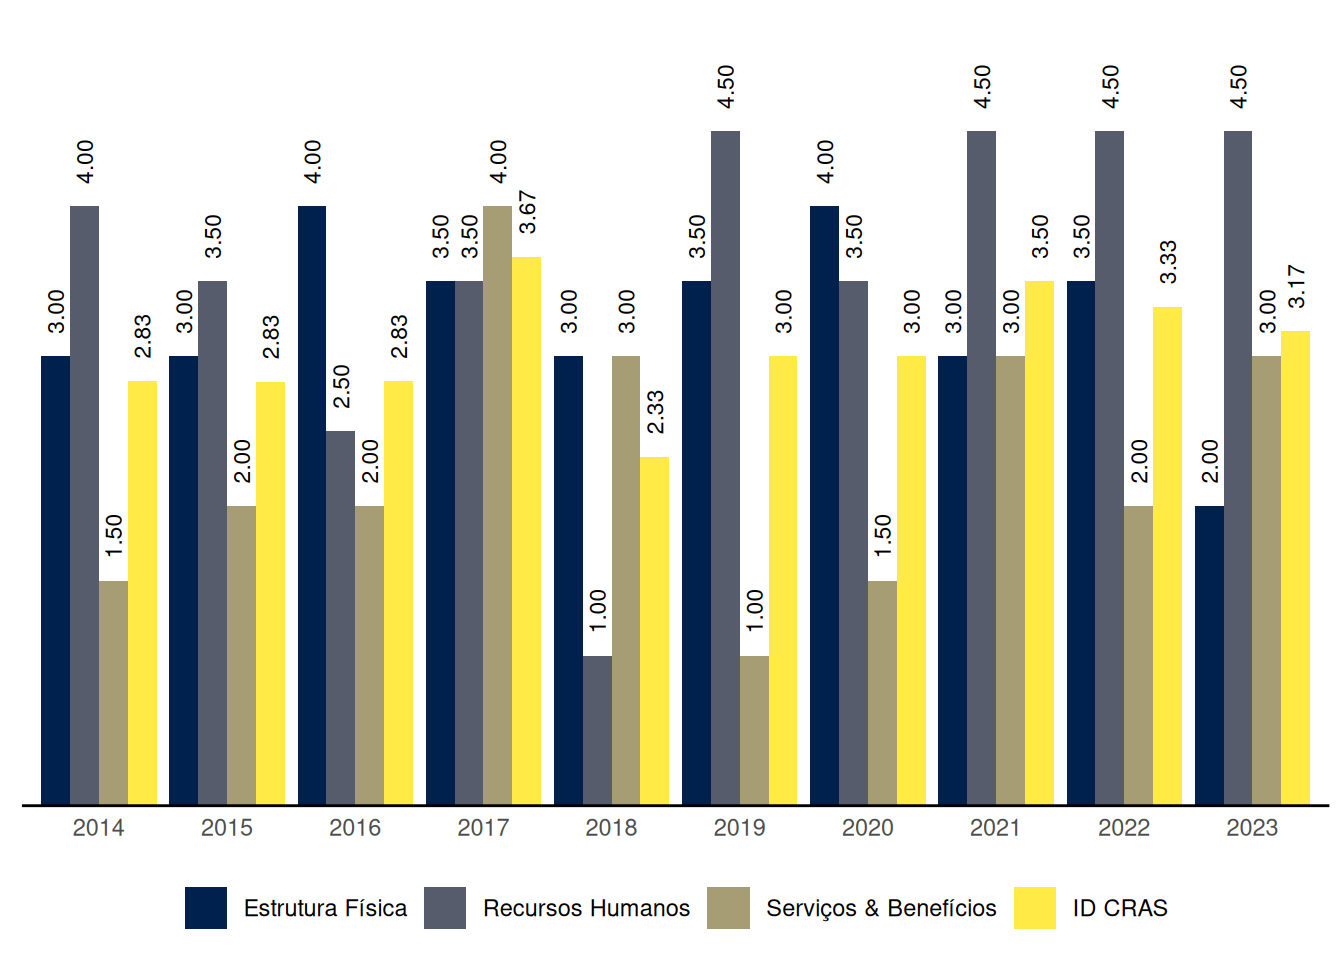 3.00 4.00 1.50 2.83
3.00 3.50 2.00 2.83
4.00 2.50 2.00 2.83
3.50 3.50 4.00 3.67
3.00 1.00 3.00 2.33
3.50 4.50 1.00 3.00
4.00 3.50 1.50 3.00
3.00 4.50 3.00 3.50
3.50 4.50 2.00 3.33
2.00 4.50 3.00 3.17
2014 2015 2016 2017 2018 2019 2020 2021 2022 2023
Estrutura Física Recursos Humanos Serviços & Benefícios ID CRAS